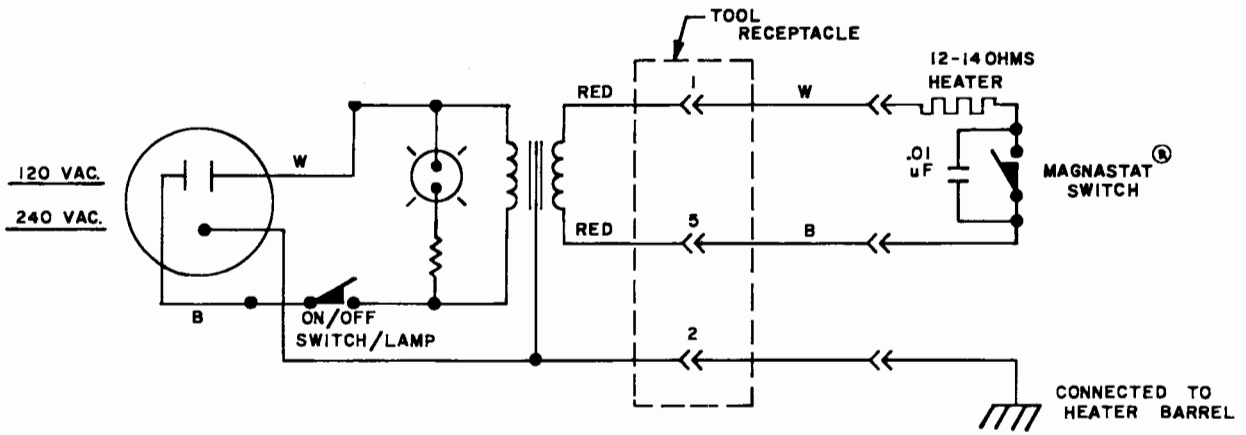 TOOL
RECEPTACLE
12-14 OHMS
HEATER
RED
1
W
W
.01
uF
MAGNASTAT®
SWITCH
120 VAC.
240 VAC.
RED
5
B
B
ON/OFF
SWITCH/LAMP
2
CONNECTED TO
HEATER BARREL